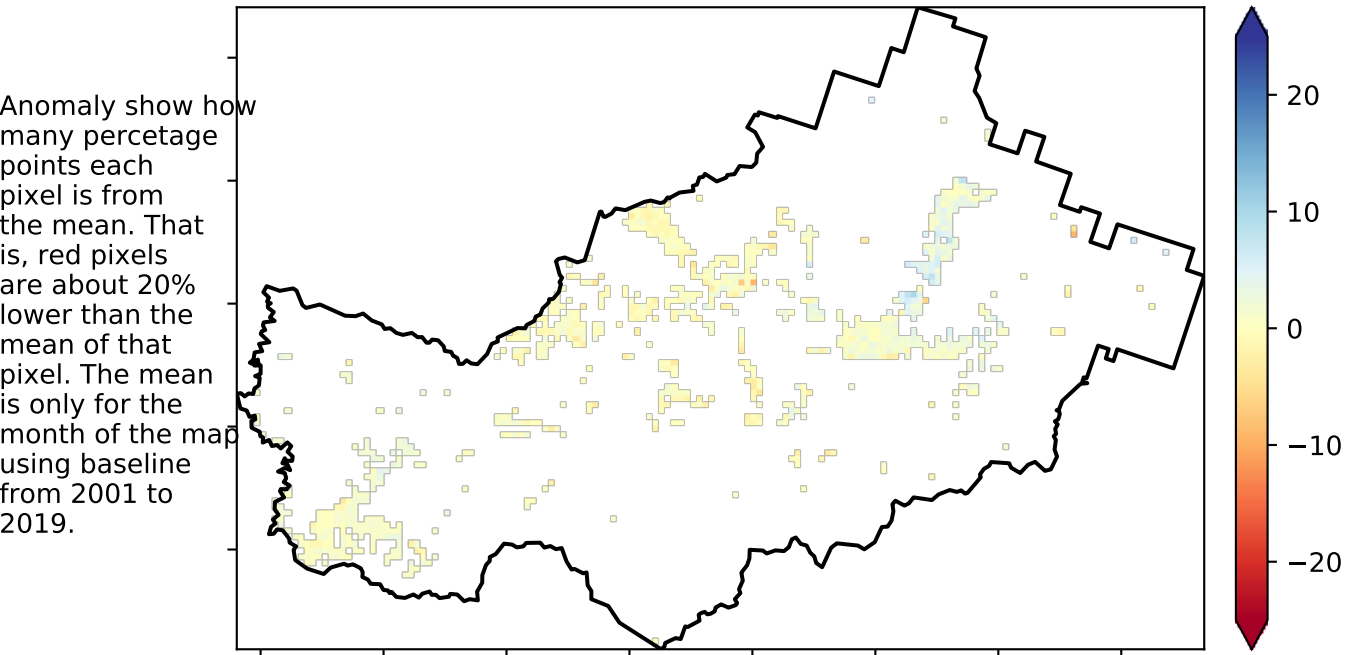 Anomaly show how
many percetage
points each
pixel is from
the mean. That
is, red pixels
are about 20%
lower than the
mean of that
pixel. The mean
is only for the
month of the map
using baseline
from 2001 to
2019.
20
10
0
−10
−20